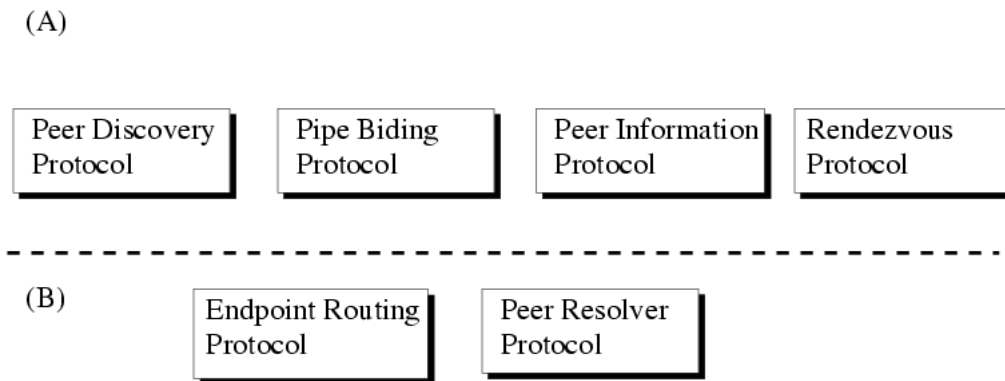 (A)
Peer Discovery
Protocol
Pipe Biding
Protocol
Peer Information
Protocol
Rendezvous
Protocol
(B)
Endpoint Routing
Protocol
Peer Resolver
Protocol